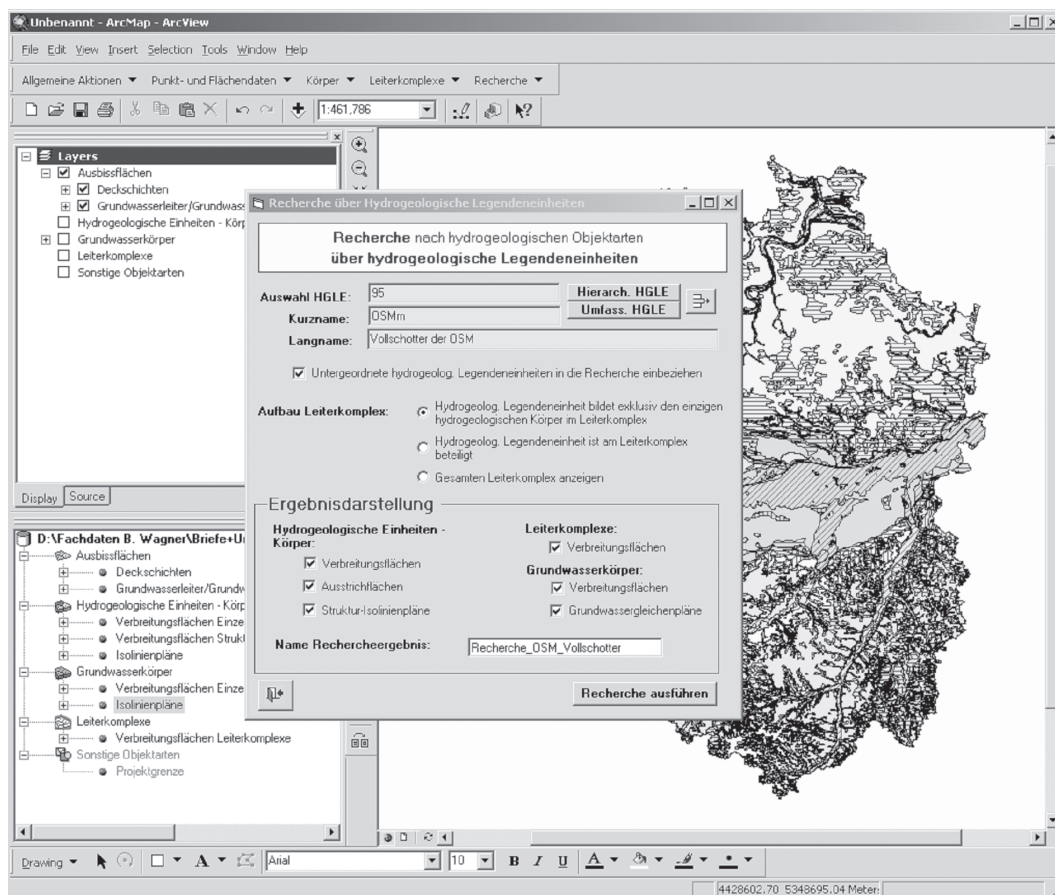 Unbenannt - ArcMap - ArcView
File Edit View Insert Selection Tools Window Help
Allgemeine Aktionen Punkt- und Flächendaten Körper Leiterkomplexe Recherche
1:461,786
Layers
Ausbissflächen
Deckschichten
Grundwasserleiter/Grundwass
Hydrogeologische Einheiten - Körp
Grundwasserkörper
Leiterkomplexe
Sonstige Objektarten
Display Source
D:\Fachdaten B. Wagner\Briefe+U
Ausbissflächen
Deckschichten
Grundwasserleiter/Grundw
Hydrogeologische Einheiten - Körp
Verbreitungsflächen Einze
Verbreitungsflächen Struk
Isolinienpläne
Grundwasserkörper
Verbreitungsflächen Einze
Isolinienpläne
Leiterkomplexe
Verbreitungsflächen Leiterkomplexe
Sonstige Objektarten
Projektgrenze
Recherche über Hydrogeologische Legendeneinheiten
Recherche nach hydrogeologischen Objektarten
über hydrogeologische Legendeneinheiten
Auswahl HGLE: 95 Hierarch. HGLE
Umfass. HGLE
Kurzname: OSMm
Langname: Vollschotter der OSM
Untergeordnete hydrogeolog. Legendeneinheiten in die Recherche einbeziehen
Aufbau Leiterkomplex: Hydrogeolog. Legendeneinheit bildet exklusiv den einzigen
hydrogeologischen Körper im Leiterkomplex
Hydrogeolog. Legendeneinheit ist am Leiterkomplex
beteiligt
Gesamten Leiterkomplex anzeigen
Ergebnisdarstellung
Hydrogeologische Einheiten -
Körper:
Verbreitungsflächen
Ausstrichflächen
Struktur-Isolinienpläne
Leiterkomplexe:
Verbreitungsflächen
Grundwasserkörper:
Verbreitungsflächen
Grundwassergleichenpläne
Name Rechercheergebnis: Recherche_OSM_Vollschotter
Recherche ausführen
Drawing A Arial 10 B I U A
4428602.70 5348695.04 Meter